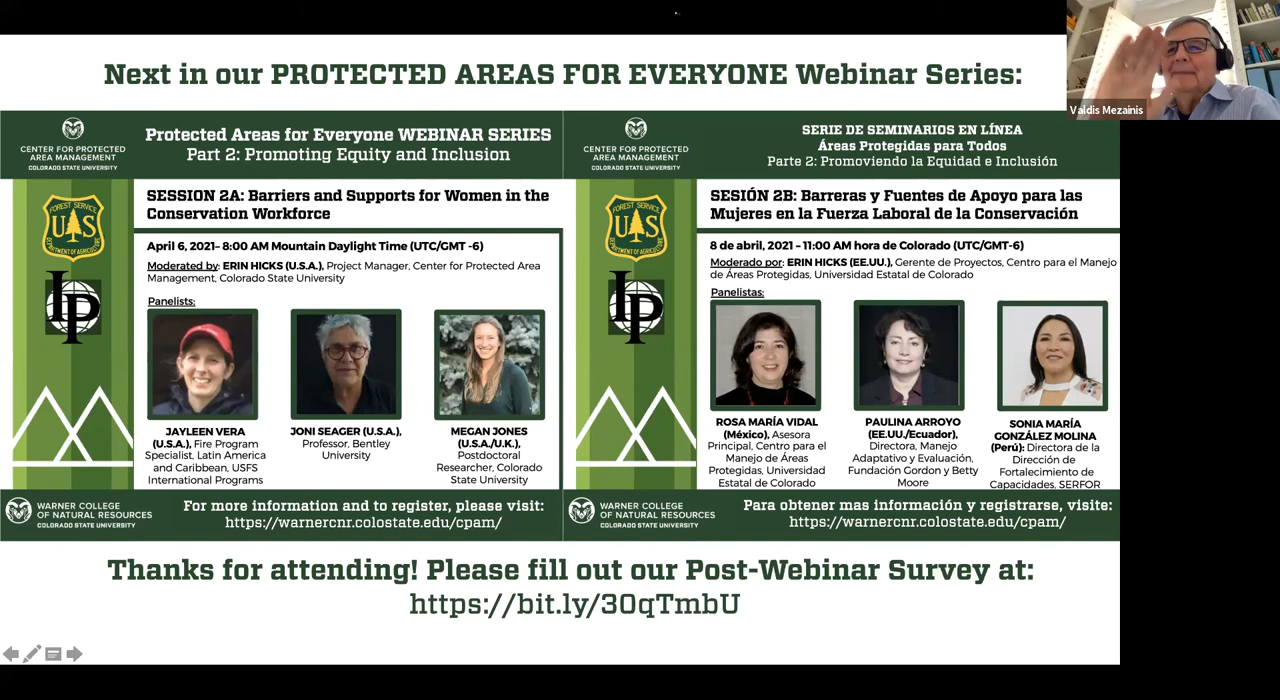 Next in our PROTECTED AREAS FOR EVERYONE Webinar Series:
Valdis Mezainis
CENTER FOR PROTECTED
AREA MANAGEMENT
COLORADO STATE UNIVERSITY
Protected Areas for Everyone WEBINAR SERIES
Part 2: Promoting Equity and Inclusion
FOREST SERVICE
U S
DEPARTMENT OF AGRICULTURE
IP
SESSION 2A: Barriers and Supports for Women in the
Conservation Workforce
April 6, 2021– 8:00 AM Mountain Daylight Time (UTC/GMT -6)
Moderated by: ERIN HICKS (U.S.A.), Project Manager, Center for Protected Area
Management, Colorado State University
Panelists:
JAYLEEN VERA
(U.S.A.), Fire Program
Specialist, Latin America
and Caribbean, USFS
International Programs
JONI SEAGER (U.S.A.),
Professor, Bentley
University
MEGAN JONES
(U.S.A./U.K.),
Postdoctoral
Researcher, Colorado
State University
WARNER COLLEGE
OF NATURAL RESOURCES
COLORADO STATE UNIVERSITY
For more information and to register, please visit:
https://warnercnr.colostate.edu/cpam/
CENTER FOR PROTECTED
AREA MANAGEMENT
COLORADO STATE UNIVERSITY
SERIE DE SEMINARIOS EN LÍNEA
Áreas Protegidas para Todos
Parte 2: Promoviendo la Equidad e Inclusión
FOREST SERVICE
U S
DEPARTMENT OF AGRICULTURE
IP
SESIÓN 2B: Barreras y Fuentes de Apoyo para las
Mujeres en la Fuerza Laboral de la Conservación
8 de abril, 2021 – 11:00 AM hora de Colorado (UTC/GMT-6)
Moderado por: ERIN HICKS (EE.UU.), Gerente de Proyectos, Centro para el Manejo
de Áreas Protegidas, Universidad Estatal de Colorado
Panelistas:
ROSA MARÍA VIDAL
(México), Asesora
Principal, Centro para el
Manejo de Áreas
Protegidas, Universidad
Estatal de Colorado
PAULINA ARROYO
(EE.UU./Ecuador),
Directora, Manejo
Adaptativo y Evaluación,
Fundación Gordon y Betty
Moore
SONIA MARÍA
GONZÁLEZ MOLINA
(Perú): Directora de la
Dirección de
Fortalecimiento de
Capacidades, SERFOR
WARNER COLLEGE
OF NATURAL RESOURCES
COLORADO STATE UNIVERSITY
Para obtener mas información y registrarse, visite:
https://warnercnr.colostate.edu/cpam/
Thanks for attending! Please fill out our Post-Webinar Survey at:
https://bit.ly/3OqTmbU